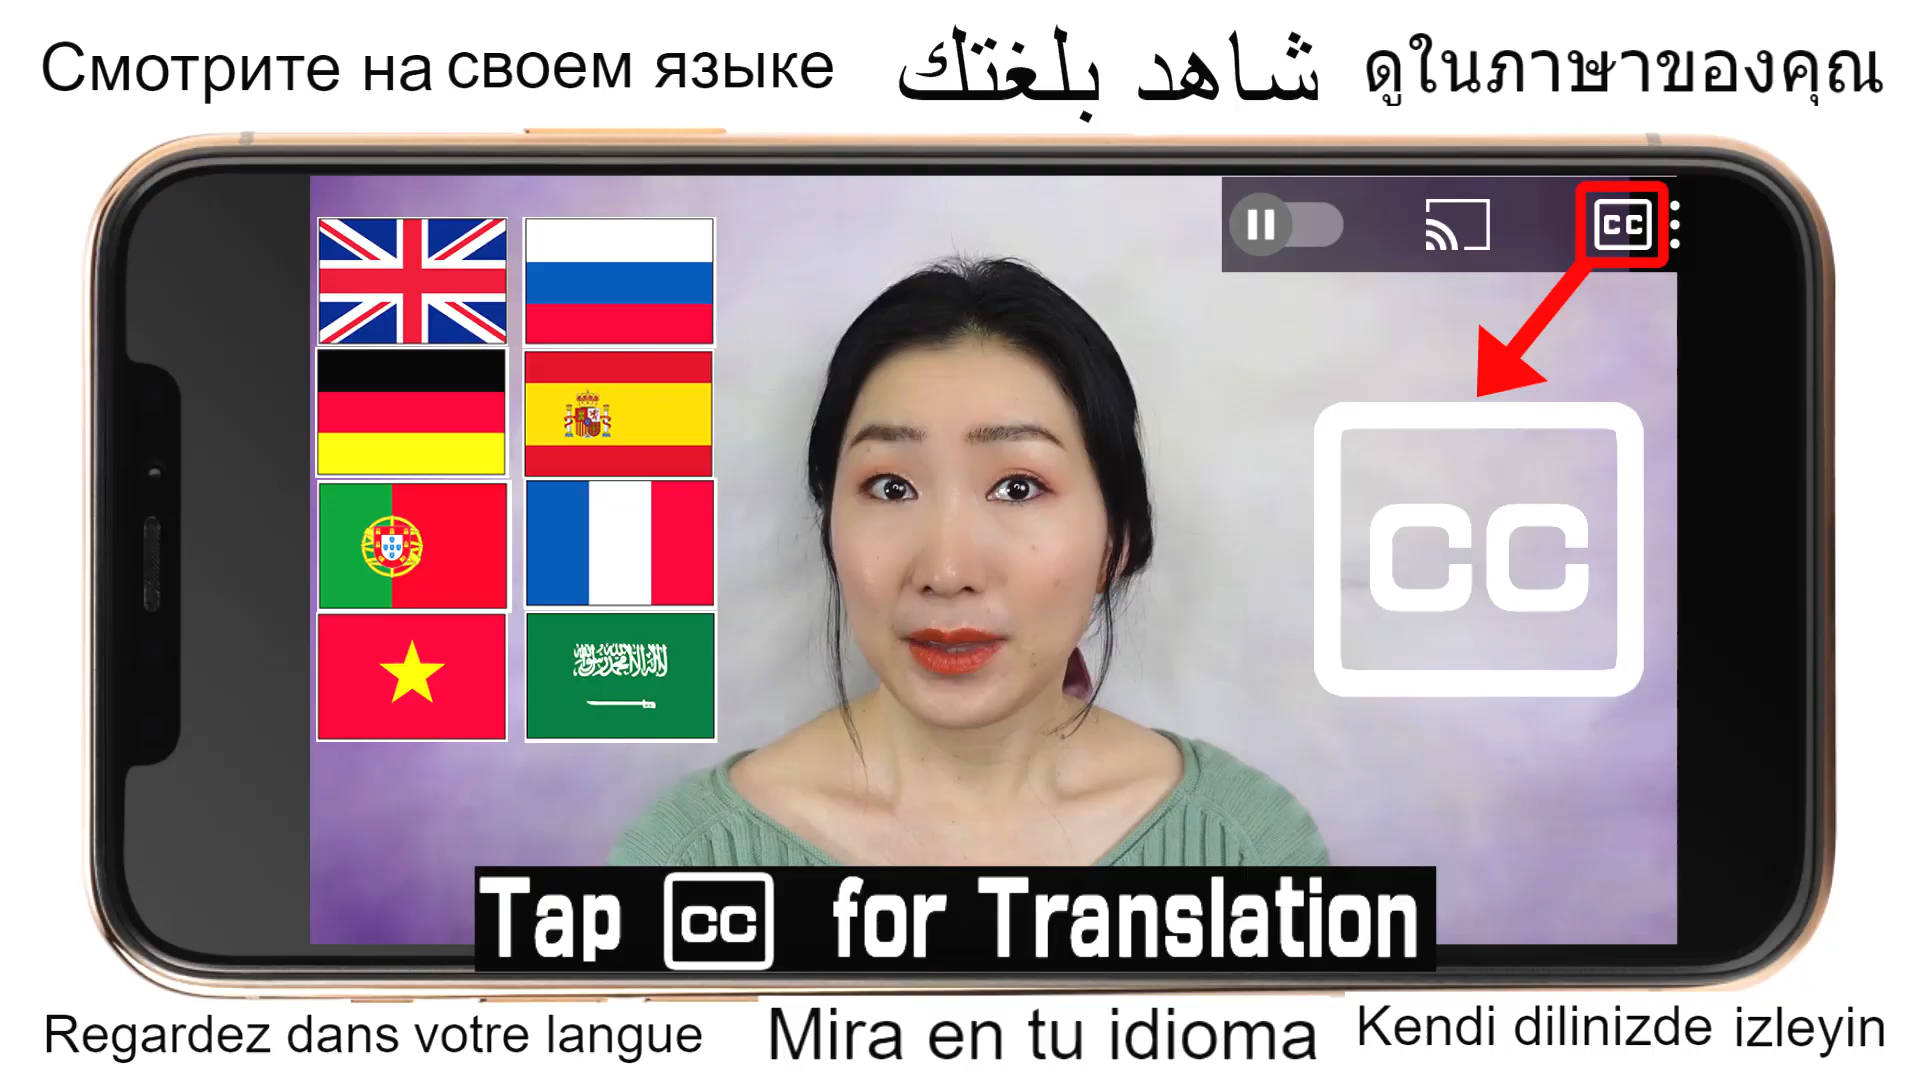 Смотрите на своем языке
شاهد بلغتك
ดูในภาษาของคุณ
CC
CC
Tap CC for Translation
Regardez dans votre langue
Mira en tu idioma
Kendi dilinizde izleyin